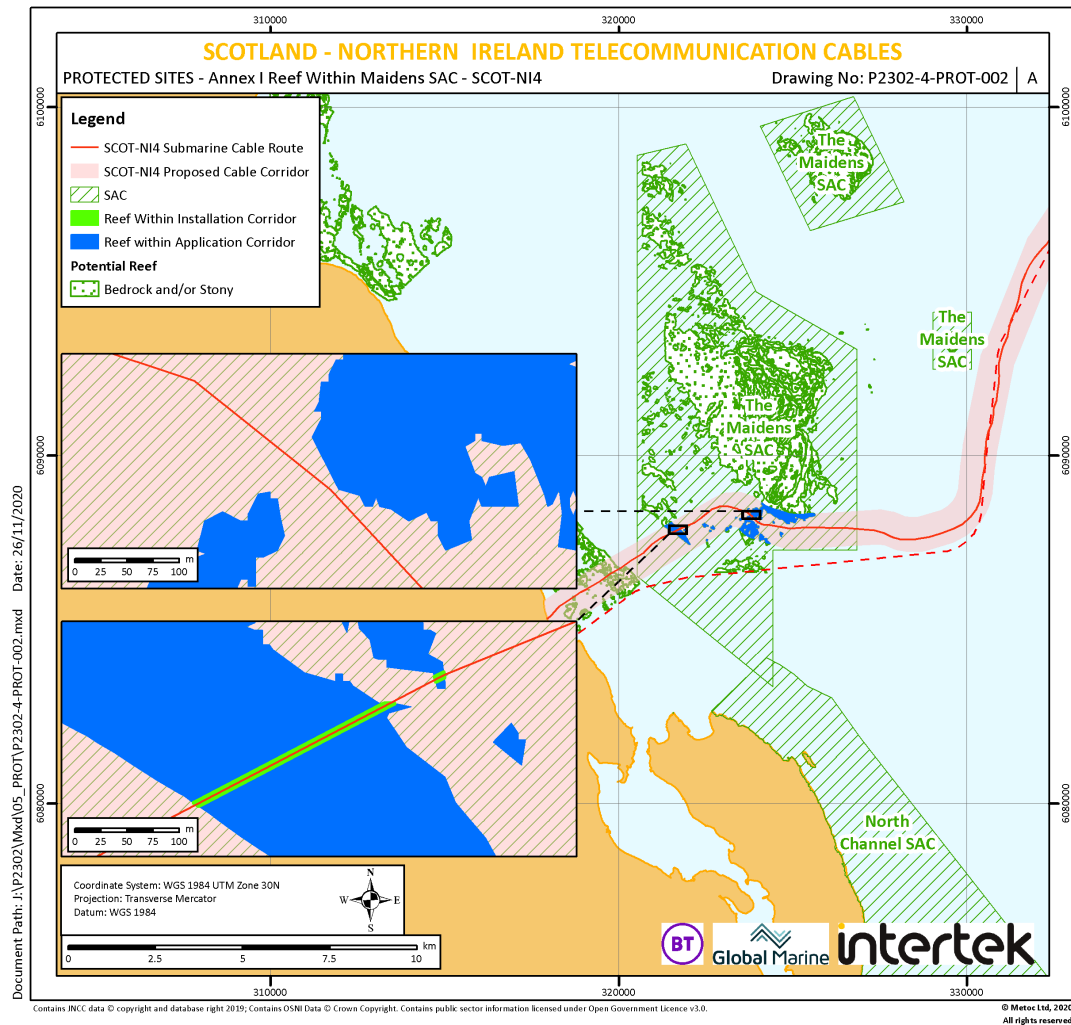 310000
320000
330000
SCOTLAND - NORTHERN IRELAND TELECOMMUNICATION CABLES
PROTECTED SITES - Annex I Reef Within Maidens SAC - SCOT-NI4
Drawing No: P2302-4-PROT-002
A
6100000
6100000
Legend
SCOT-NI4 Submarine Cable Route
SCOT-NI4 Proposed Cable Corridor
SAC
Reef Within Installation Corridor
Reef within Application Corridor
Potential Reef
Bedrock and/or Stony
The
Maidens
SAC
The
Maidens
SAC
The
Maidens
SAC
6090000
6090000
m
0 25 50 75 100
m
0 25 50 75 100
6080000
6080000
North
Channel SAC
Coordinate System: WGS 1984 UTM Zone 30N
Projection: Transverse Mercator
Datum: WGS 1984
N
W E
S
km
0 2.5 5 7.5 10
BT
Global Marine
intertek
310000
320000
330000
Document Path: J:\P2302\Mxd\05_PROT\P2302-4-PROT-002.mxd Date: 26/11/2020
Contains JNCC data © copyright and database right 2019; Contains OSNI Data © Crown Copyright. Contains public sector information licensed under Open Government Licence v3.0.
© Metoc Ltd, 2020
All rights reserved